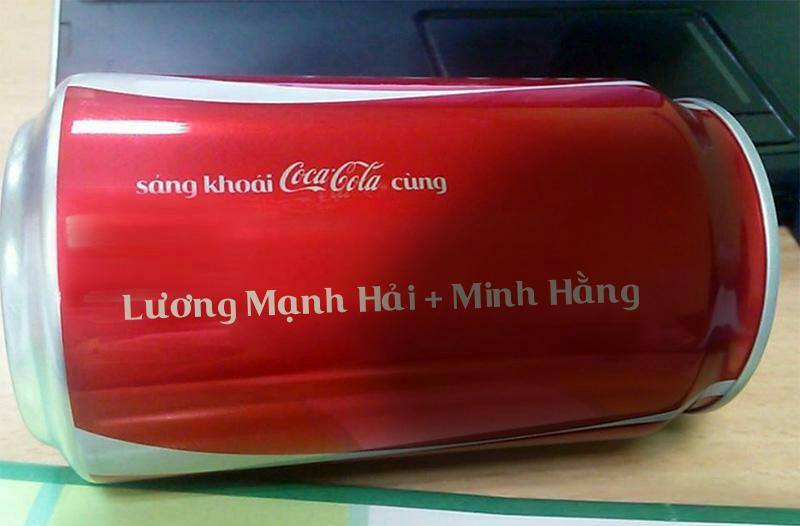 sảng khoái Coca-Cola cùng
Lương Mạnh Hải + Minh Hằng